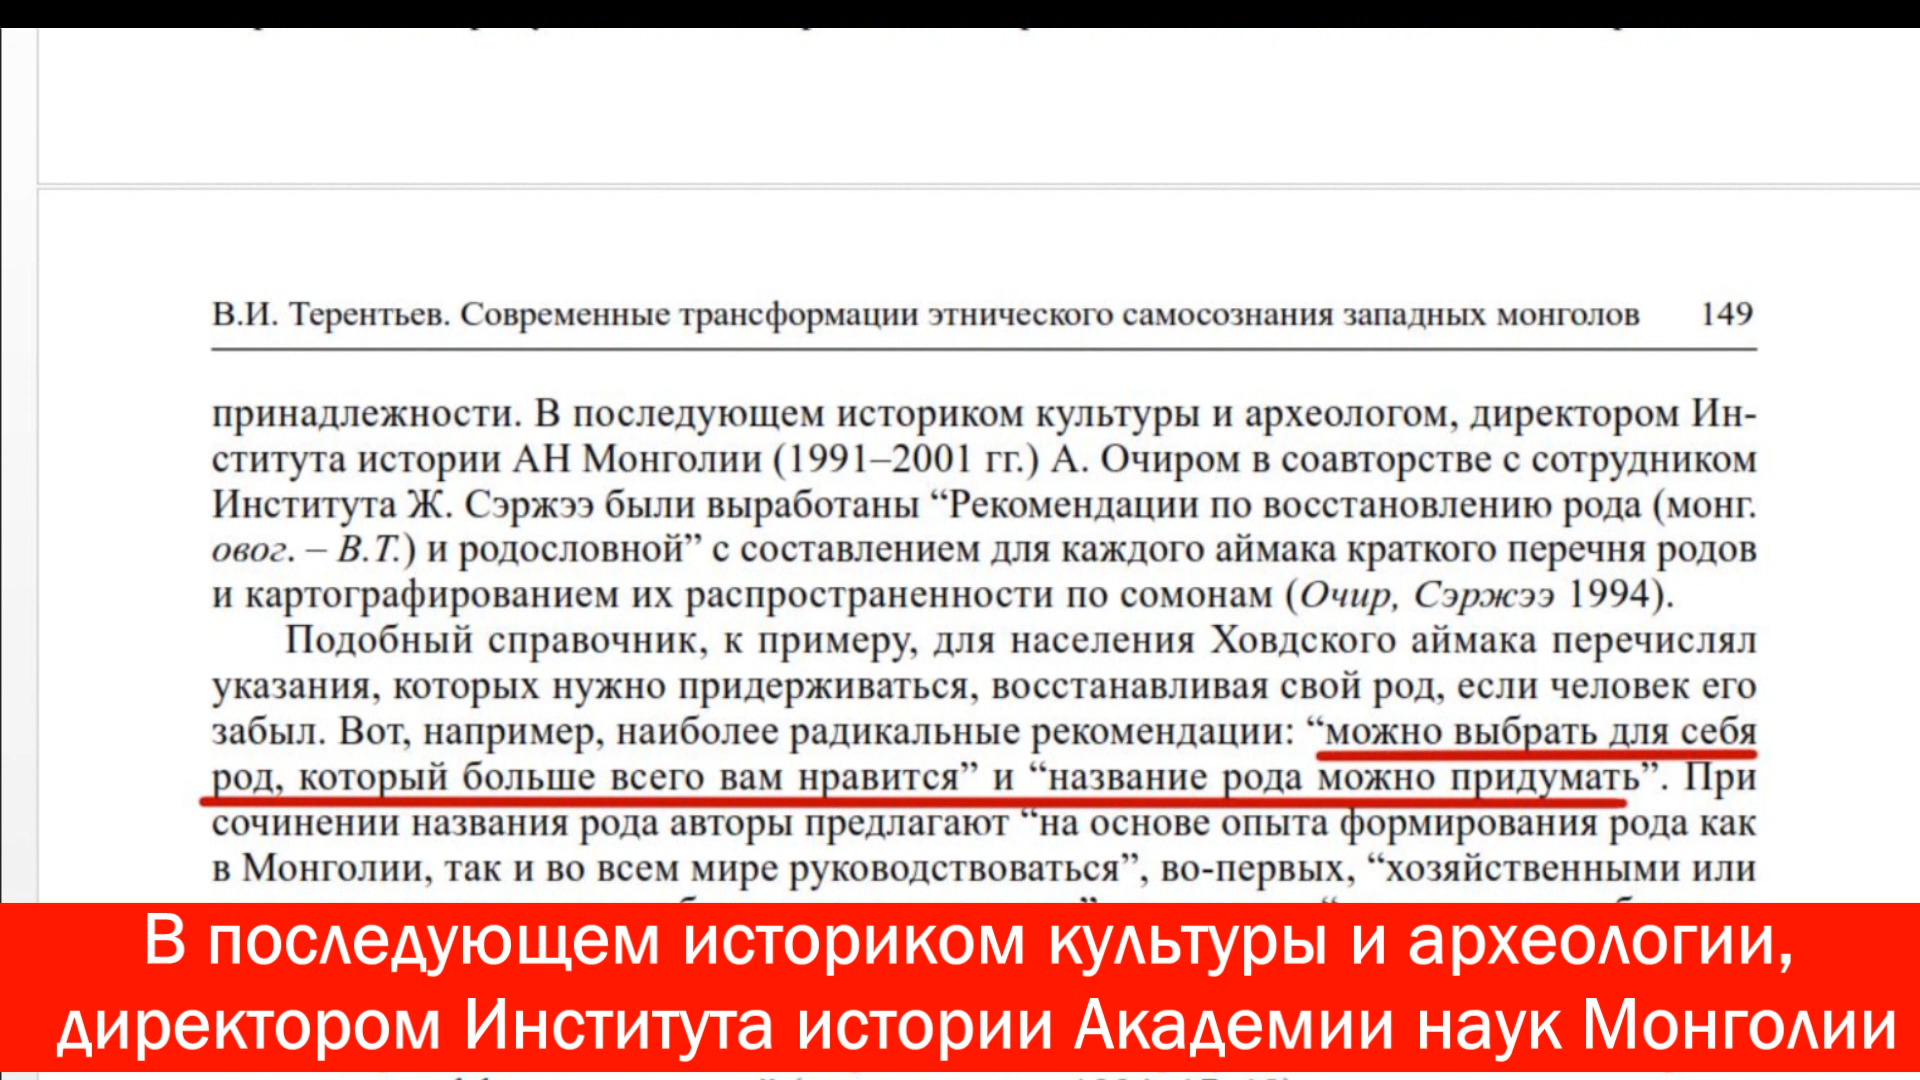 В.И. Терентьев. Современные трансформации этнического самосознания западных монголов 149
принадлежности. В последующем историком культуры и археологом, директором Ин-
ститута истории АН Монголии (1991–2001 гг.) А. Очиром в соавторстве с сотрудником
Института Ж. Сэржээ были выработаны “Рекомендации по восстановлению рода (монг.
овог. – В.Т.) и родословной” с составлением для каждого аймака краткого перечня родов
и картографированием их распространенности по сомонам (Очир, Сэржээ 1994).
Подобный справочник, к примеру, для населения Ховдского аймака перечислял
указания, которых нужно придерживаться, восстанавливая свой род, если человек его
забыл. Вот, например, наиболее радикальные рекомендации: “можно выбрать для себя
род, который больше всего вам нравится” и “название рода можно придумать”. При
сочинении названия рода авторы предлагают “на основе опыта формирования рода как
в Монголии, так и во всем мире руководствоваться”, во-первых, “хозяйственными или
В последующем историком культуры и археологии,
директором Института истории Академии наук Монголии